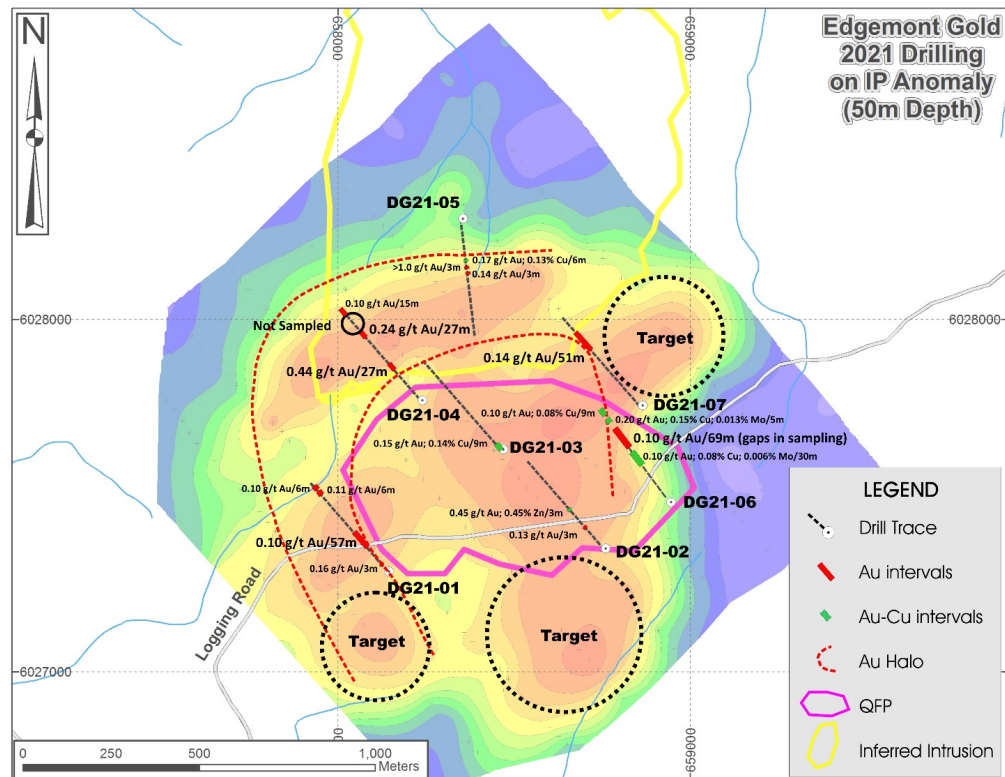 Edgemont Gold
2021 Drilling
on IP Anomaly
(50m Depth)
N
658000
659000
DG21-05
0.17 g/t Au; 0.13% Cu/6m
>1.0 g/t Au/3m
0.14 g/t Au/3m
0.10 g/t Au/15m
6028000
6028000
Not Sampled
0.24 g/t Au/27m
Target
0.14 g/t Au/51m
0.44 g/t Au/27m
DG21-04
DG21-07
0.10 g/t Au; 0.08% Cu/9m
0.20 g/t Au; 0.15% Cu; 0.013% Mo/5m
0.10 g/t Au/69m (gaps in sampling)
0.15 g/t Au; 0.14% Cu/9m
DG21-03
0.10 g/t Au; 0.08% Cu; 0.006% Mo/30m
0.10 g/t Au/6m
0.11 g/t Au/6m
DG21-06
0.45 g/t Au; 0.45% Zn/3m
0.13 g/t Au/3m
0.10 g/t Au/57m
DG21-02
0.16 g/t Au/3m
DG21-01
Logging Road
Target
Target
6027000
LEGEND
Drill Trace
Au intervals
Au-Cu intervals
Au Halo
QFP
Inferred Intrusion
000
659000
0
250
500
1,000
Meters